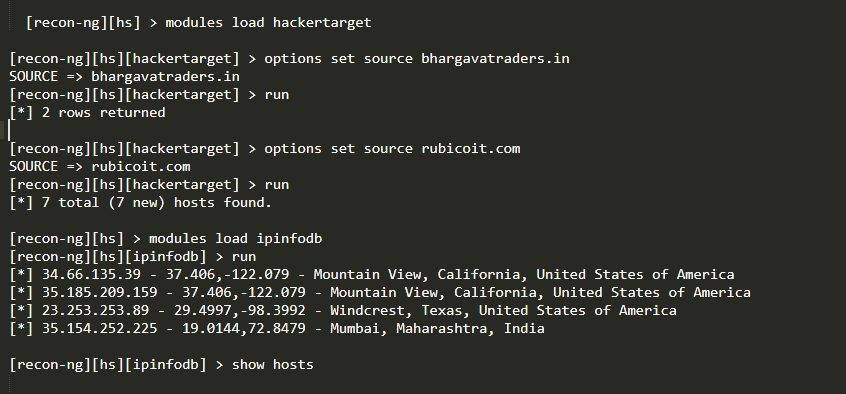 [recon-ng][hs] > modules load hackertarget
[recon-ng][hs][hackertarget] > options set source bhargavatraders.in
SOURCE => bhargavatraders.in
[recon-ng][hs][hackertarget] > run
[*] 2 rows returned
[recon-ng][hs][hackertarget] > options set source rubicoit.com
SOURCE => rubicoit.com
[recon-ng][hs][hackertarget] > run
[*] 7 total (7 new) hosts found.
[recon-ng][hs] > modules load ipinfodb
[recon-ng][hs][ipinfodb] > run
[*] 34.66.135.39 - 37.406,-122.079 - Mountain View, California, United States of America
[*] 35.185.209.159 - 37.406,-122.079 - Mountain View, California, United States of America
[*] 23.253.253.89 - 29.4997,-98.3992 - Windcrest, Texas, United States of America
[*] 35.154.252.225 - 19.0144,72.8479 - Mumbai, Maharashtra, India
[recon-ng][hs][ipinfodb] > show hosts